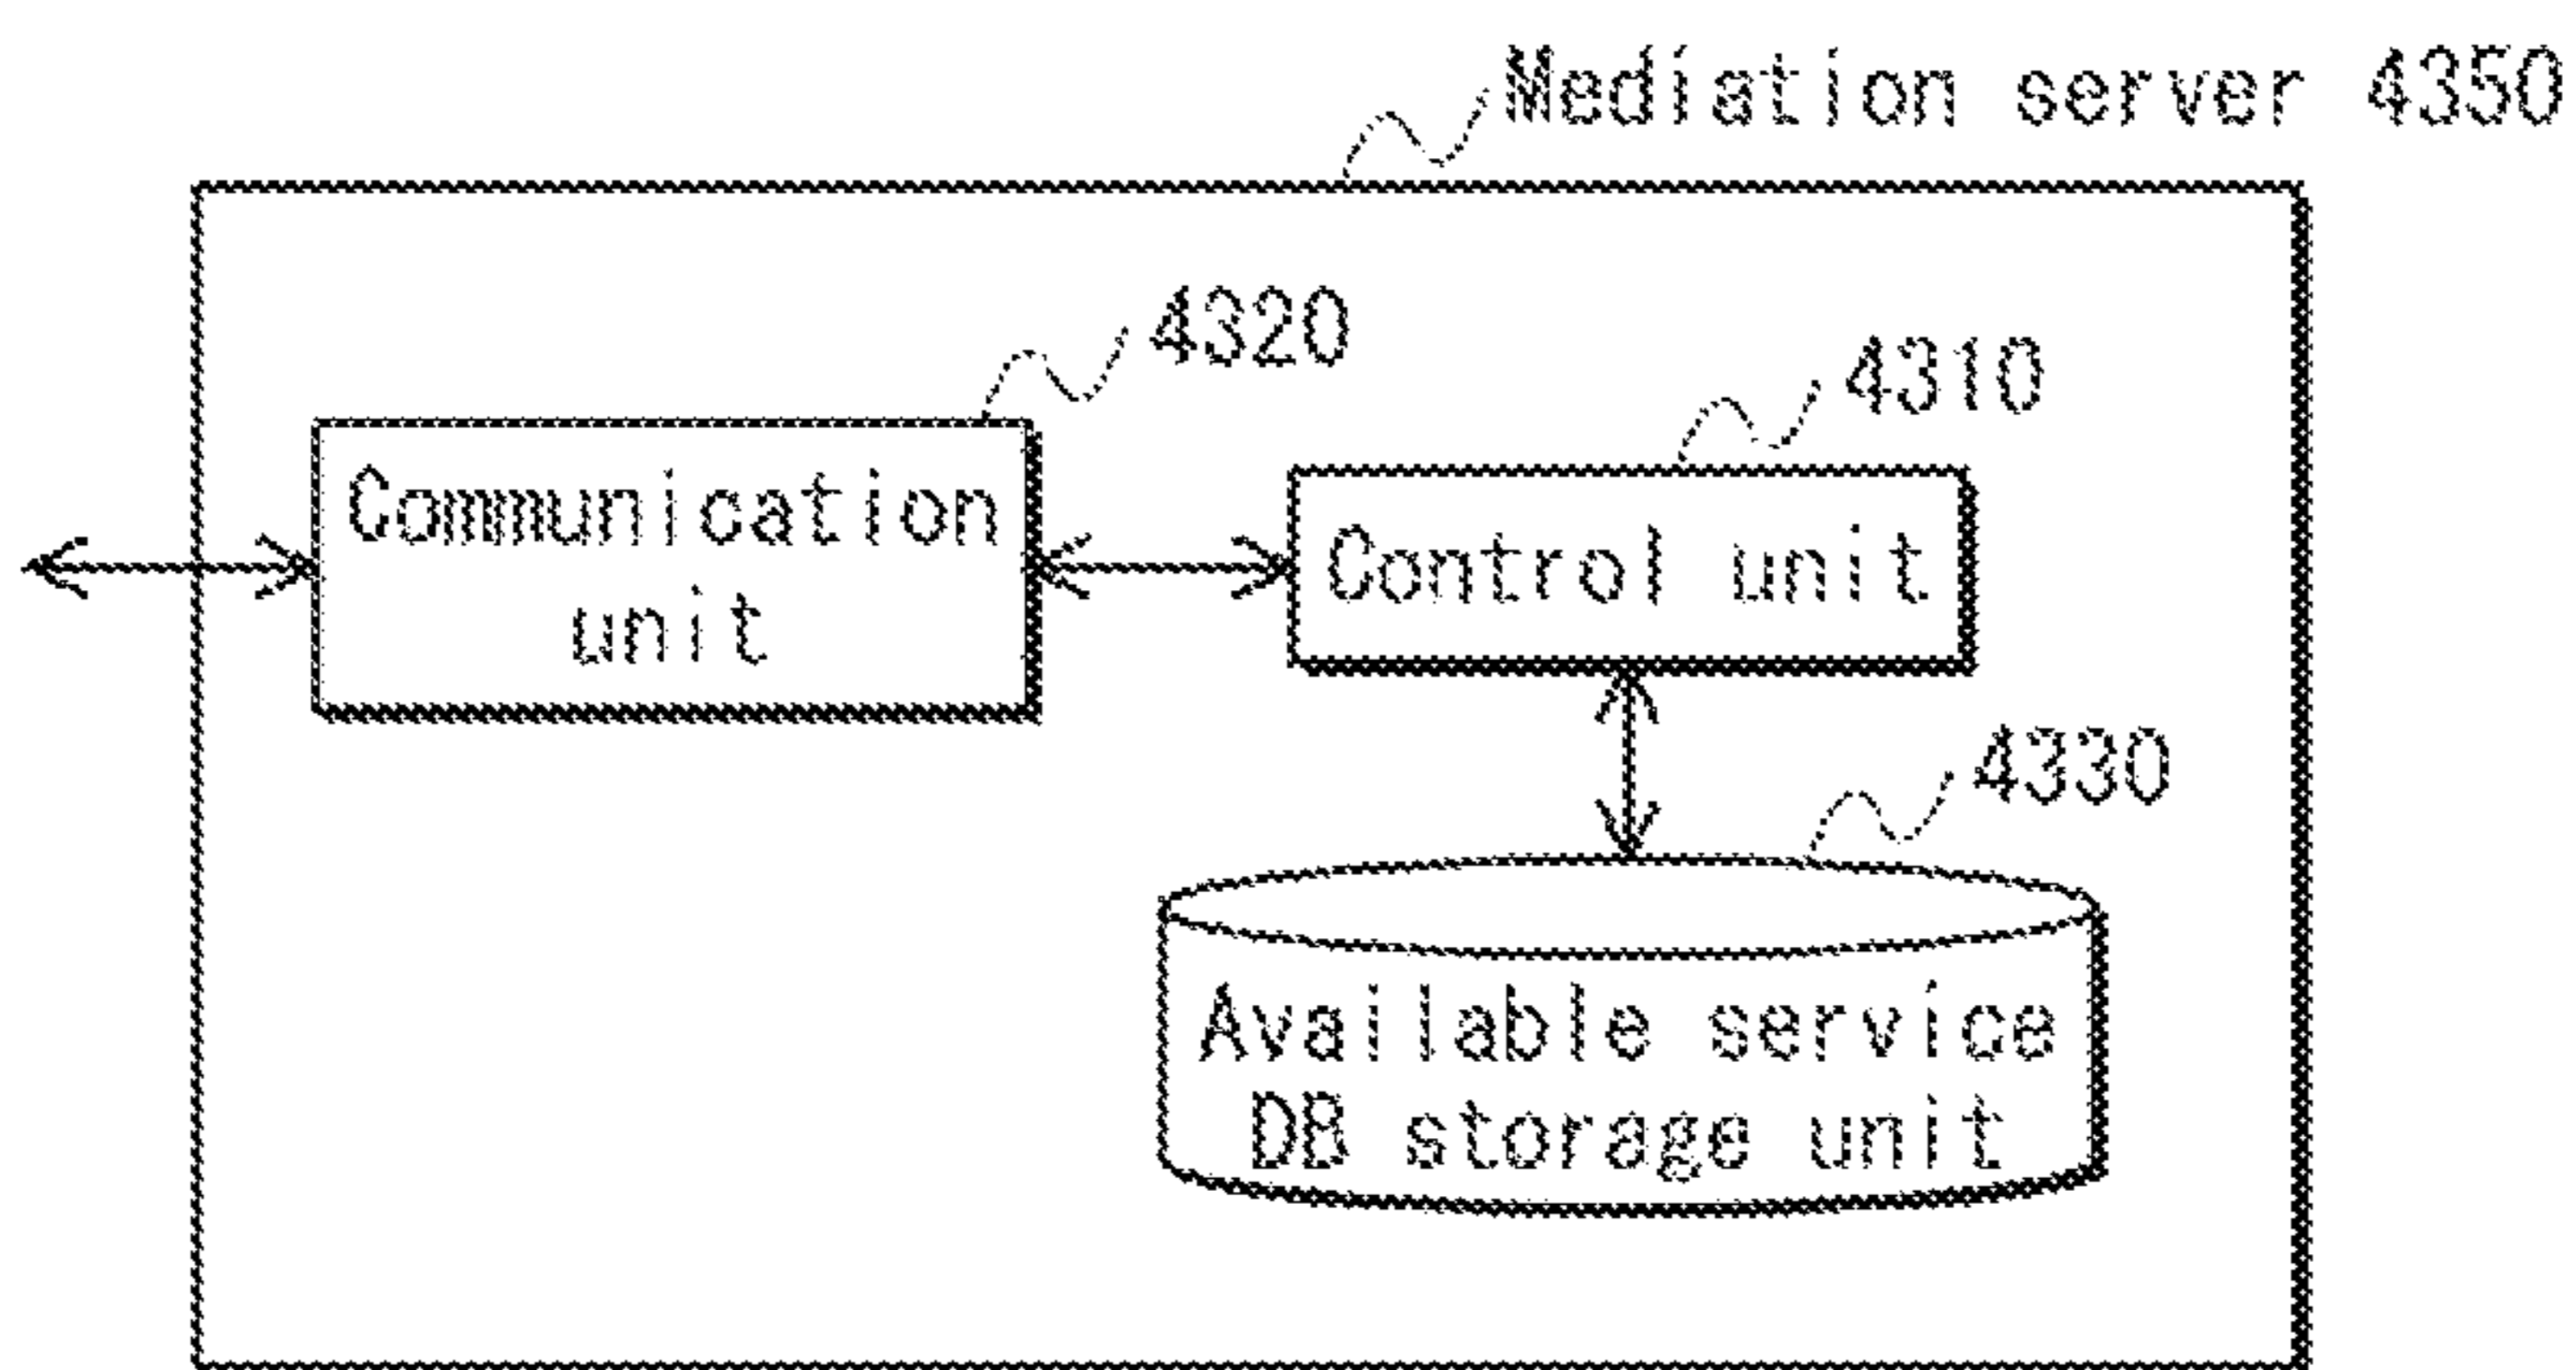 Mediation server 4350
4320
4310
Communication
unit
Control unit
4330
Available service
DB storage unit